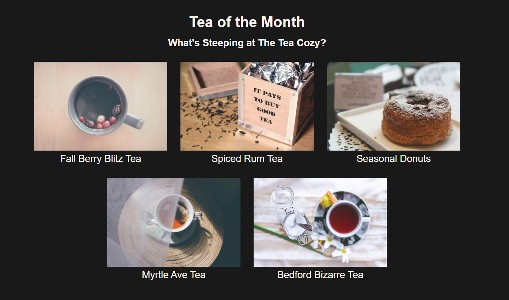 Tea of the Month
What's Steeping at The Tea Cozy?
IT PAYS
TO BUY
GOOD
TEA
Fall Berry Blitz Tea
Spiced Rum Tea
Seasonal Donuts
Myrtle Ave Tea
Bedford Bizarre Tea